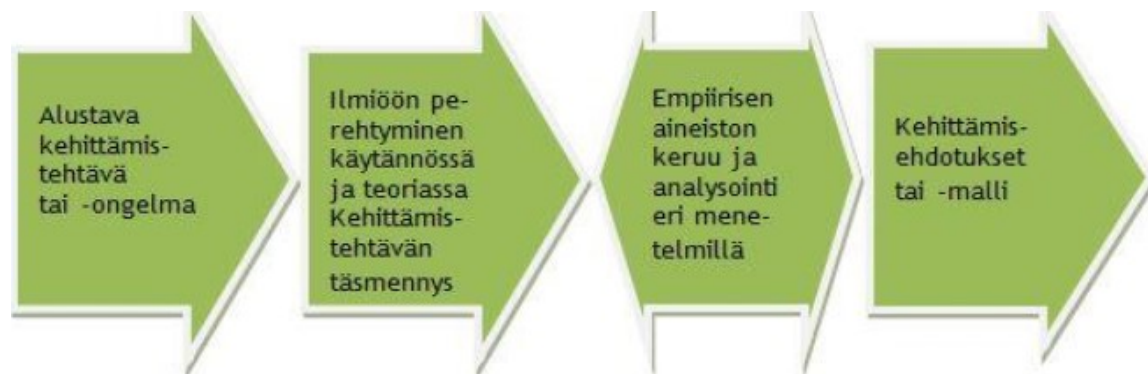 Alustava
kehittämis-
tehtävä
tai -ongelma
Ilmiöön pe-
rehtyminen
käytännössä
ja teoriassa
Kehittämis-
tehtävän
täsmennys
Empiirisen
aineiston
keruu ja
analysointi
eri mene-
telmillä
Kehittämis-
ehdotukset
tai -malli